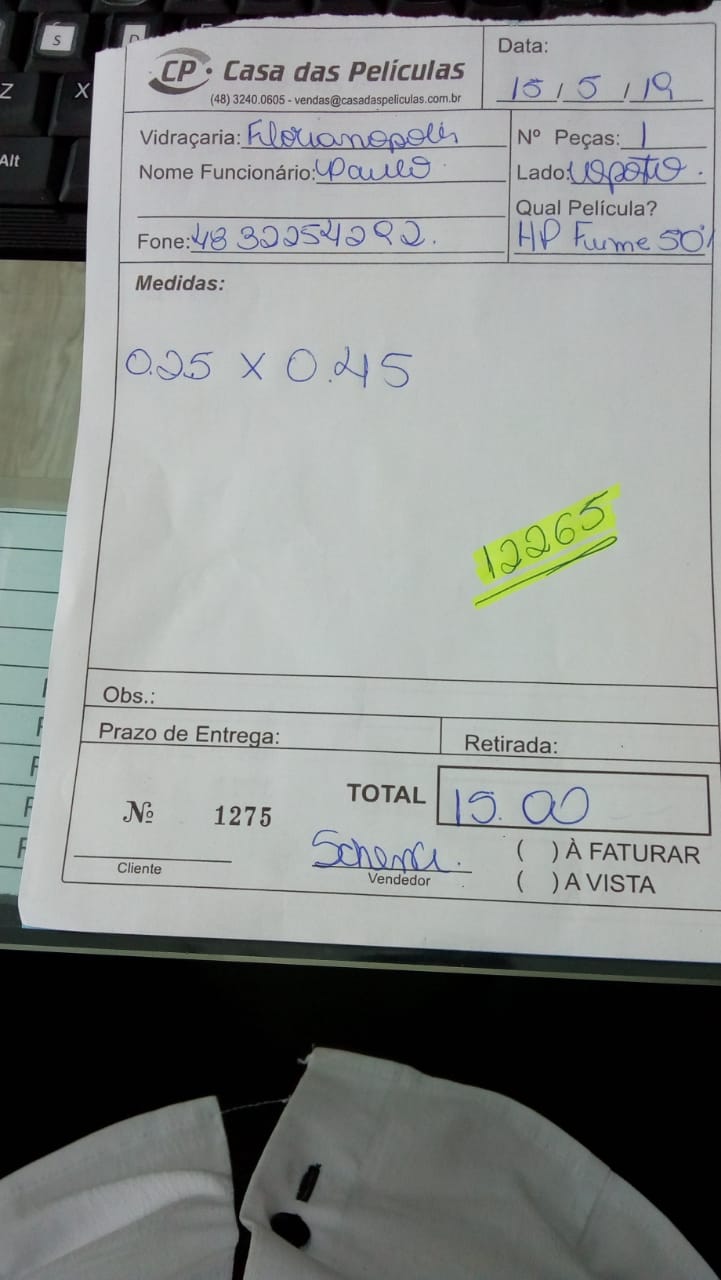 S
Z
X
Alt
CP Casa das Películas
(48) 3240.0605 - vendas@casadaspeliculas.com.br
Data:
15 / 5 / 19
Vidraçaria: Florianopolis
Nº Peças: 1
Nome Funcionário: Paulo
Lado:
Qual Película?
Fone: 48 32254292.
HP Fume 50%
Medidas:
0.25 X 0.45
12265
Obs.:
Prazo de Entrega:
Retirada:
TOTAL 15.00
Nº 1275
( ) À FATURAR
Cliente
Vendedor
( ) A VISTA